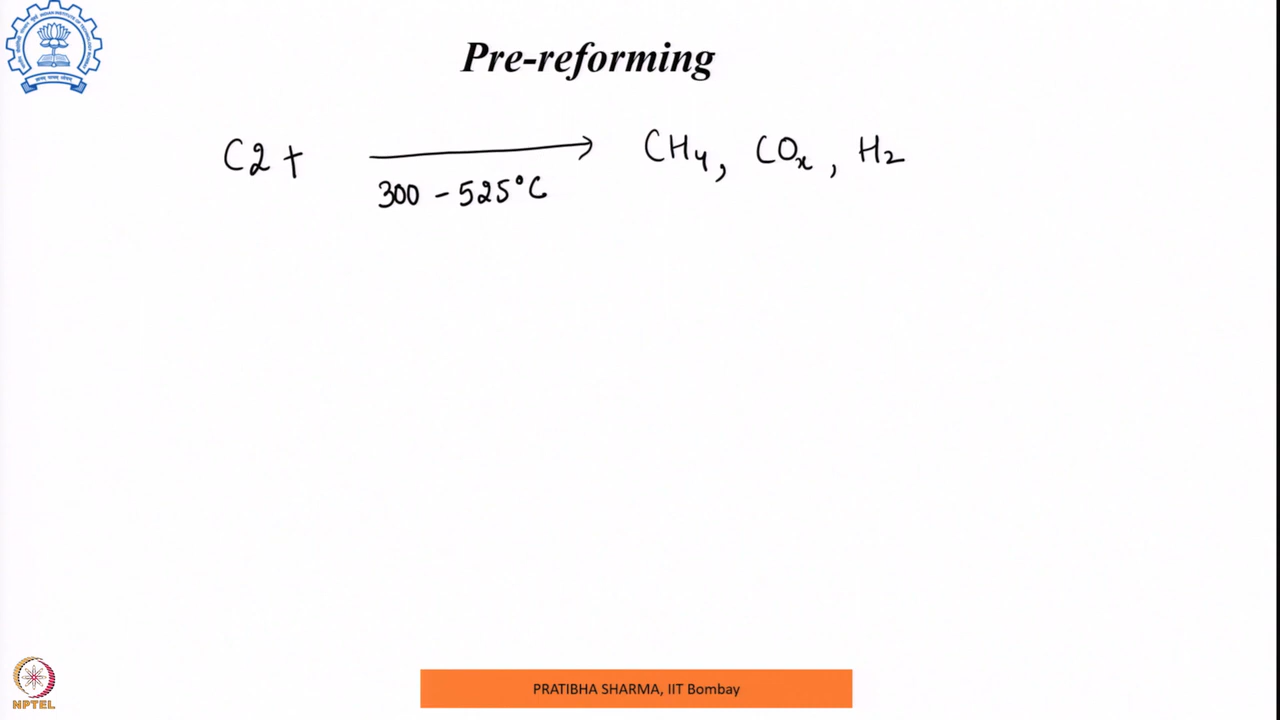 Pre-reforming
C2+ → CH4, COx, H2
300 - 525°C
PRATIBHA SHARMA, IIT Bombay
NPTEL